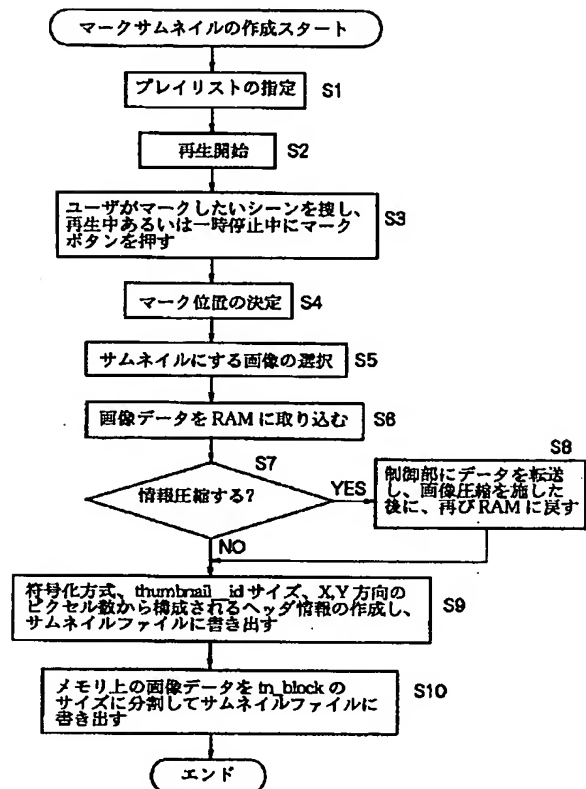 マークサムネイルの作成スタート
プレイリストの指定 S1
再生開始 S2
ユーザがマークしたいシーンを捜し、
再生中あるいは一時停止中にマーク
ボタンを押す
S3
マーク位置の決定 S4
サムネイルにする画像の選択 S5
画像データをRAMに取り込む S6
S7
情報圧縮する?
YES
NO
S8
制御部にデータを転送
し、画像圧縮を施した
後に、再びRAMに戻す
符号化方式、thumbnail_idサイズ、X,Y方向の
ピクセル数から構成されるヘッダ情報の作成し、
サムネイルファイルに書き出す
S9
メモリ上の画像データをtn_blockの
サイズに分割してサムネイルファイルに
書き出す
S10
エンド